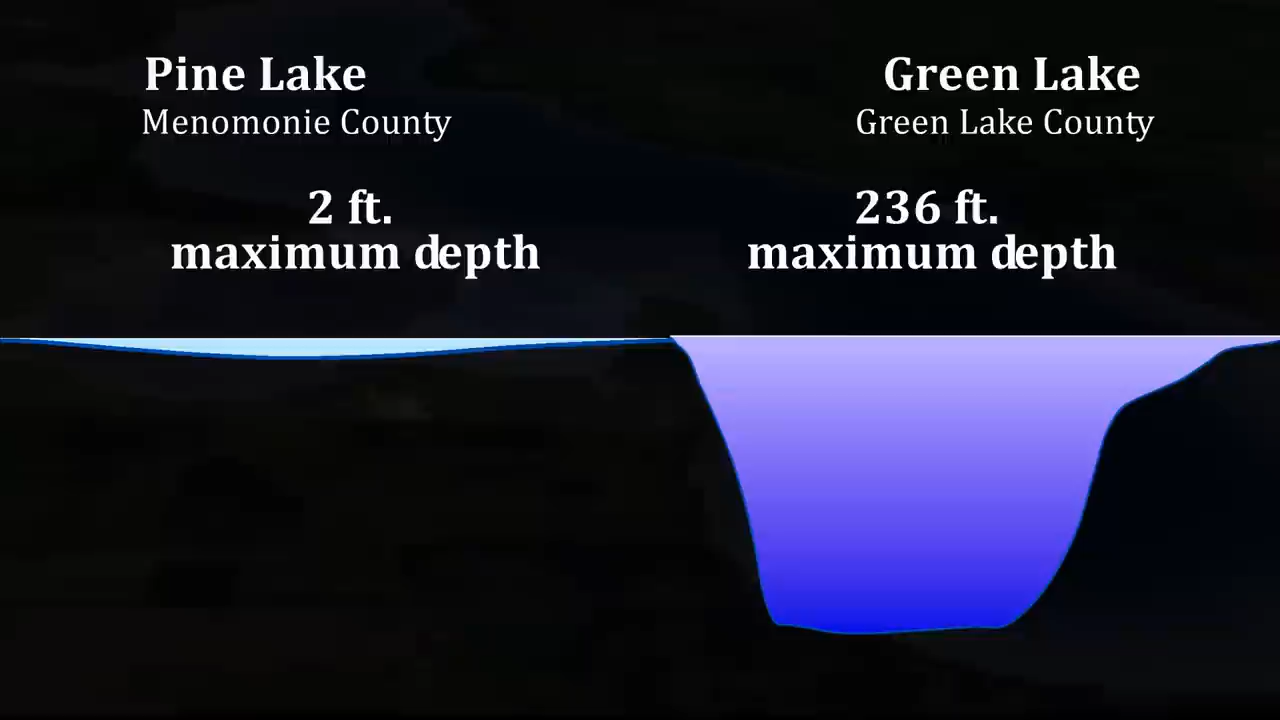 Pine Lake
Menomonie County
2 ft.
maximum depth
Green Lake
Green Lake County
236 ft.
maximum depth